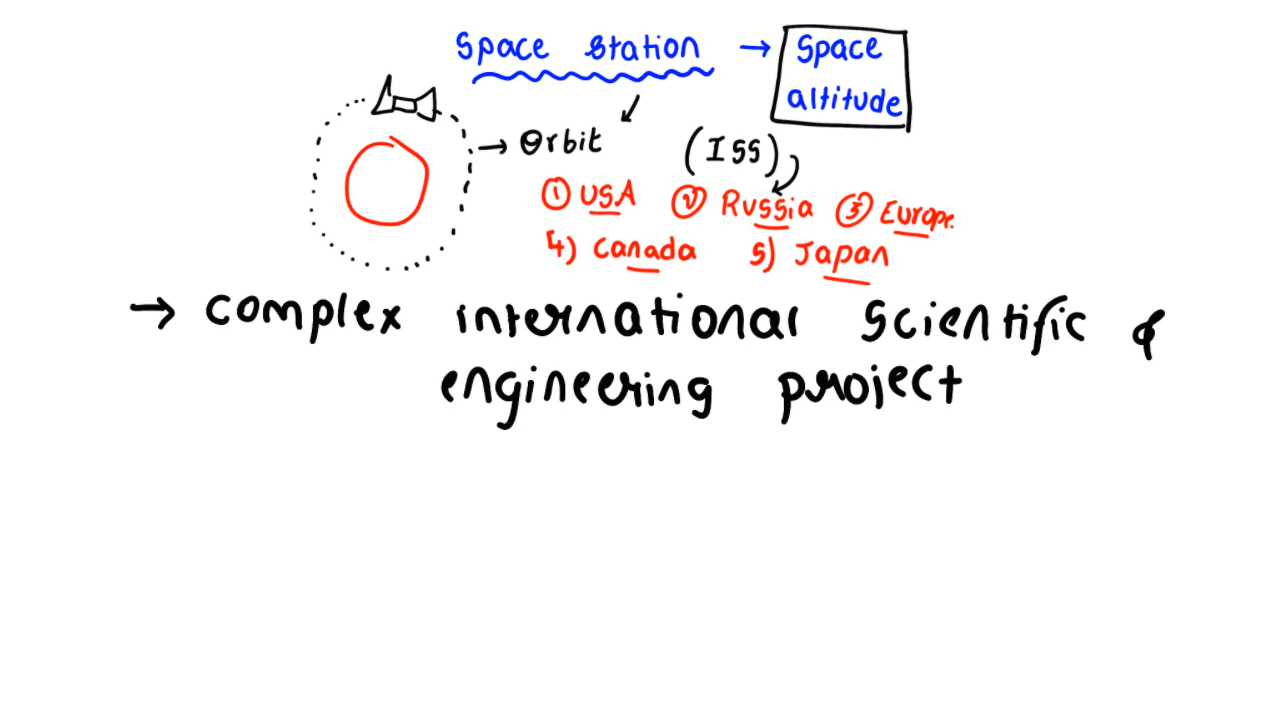 Space station → Space altitude
→ Orbit (ISS)
① USA ② Russia ③ Europe.
4) Canada 5) Japan
→ complex international scientific &
engineering project